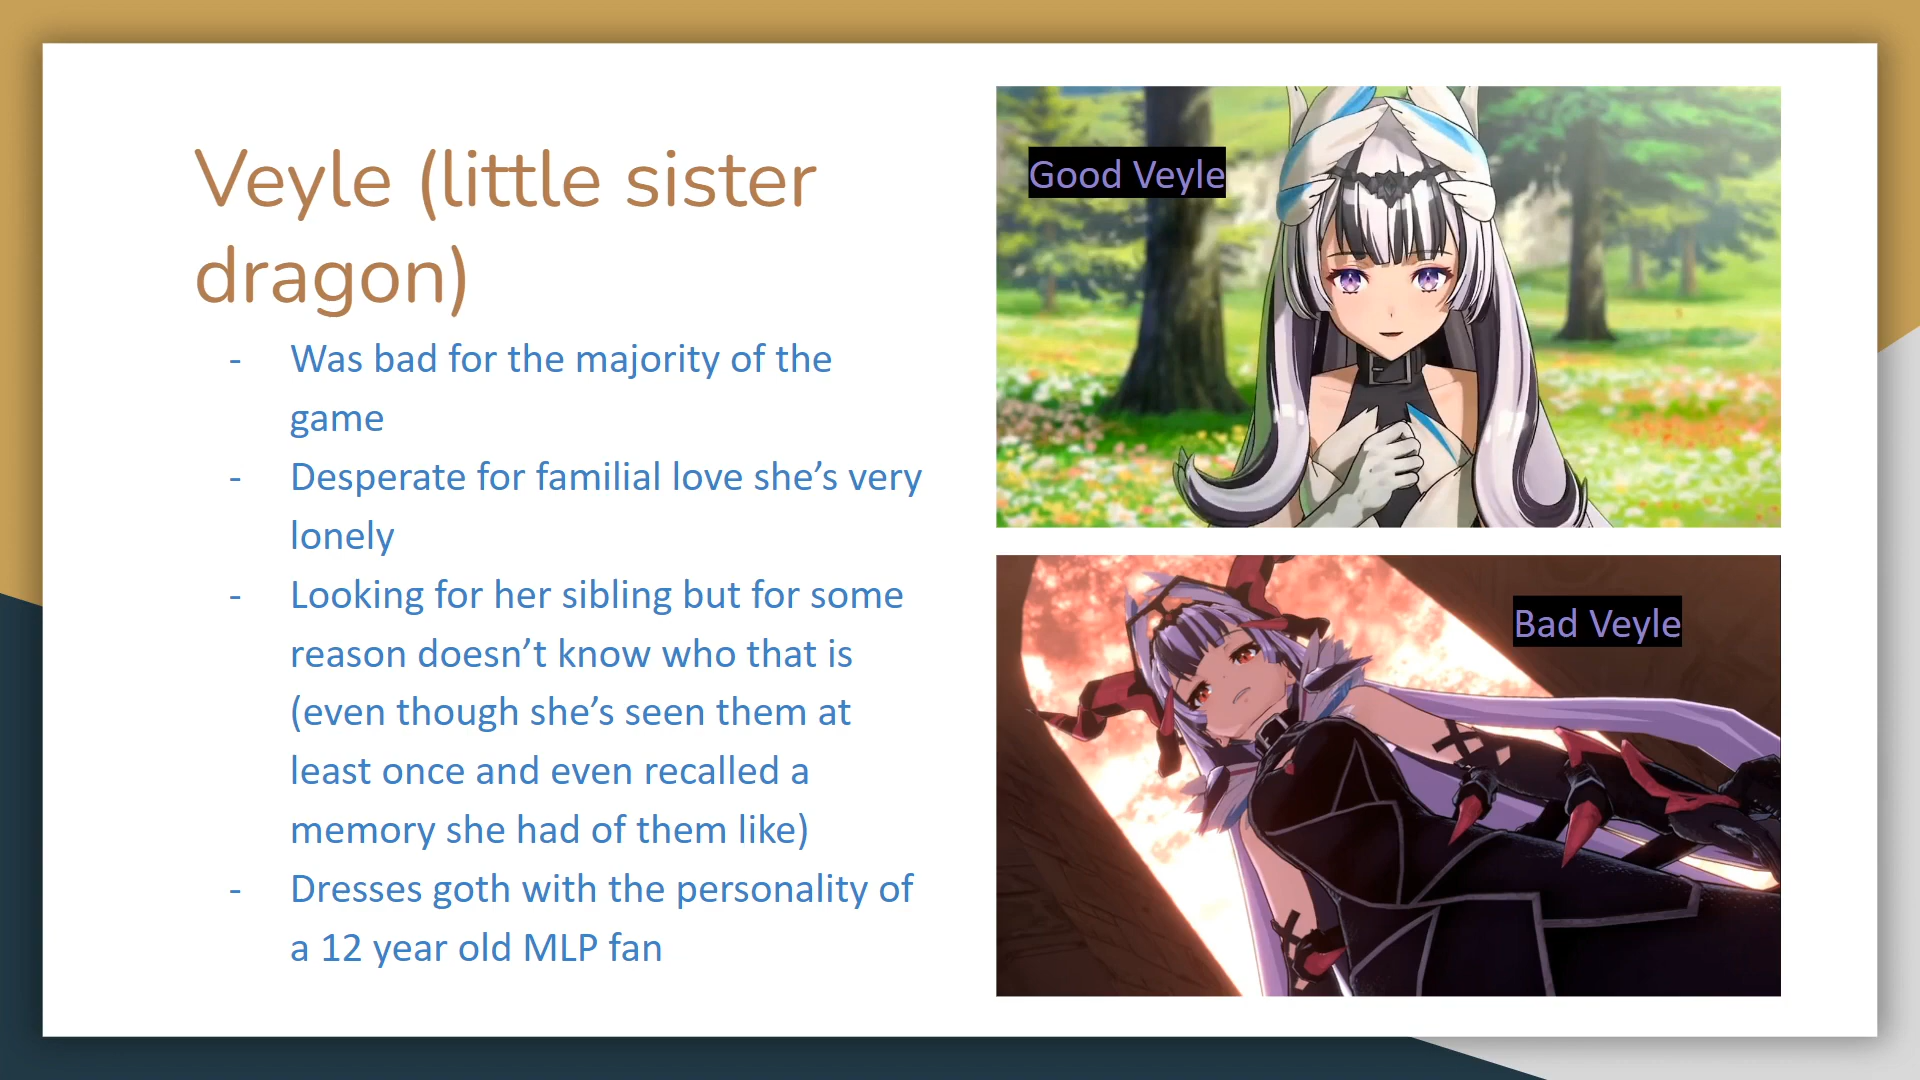 Veyle (little sister
dragon)
- Was bad for the majority of the
game
- Desperate for familial love she’s very
lonely
- Looking for her sibling but for some
reason doesn’t know who that is
(even though she’s seen them at
least once and even recalled a
memory she had of them like)
- Dresses goth with the personality of
a 12 year old MLP fan
Good Veyle
Bad Veyle